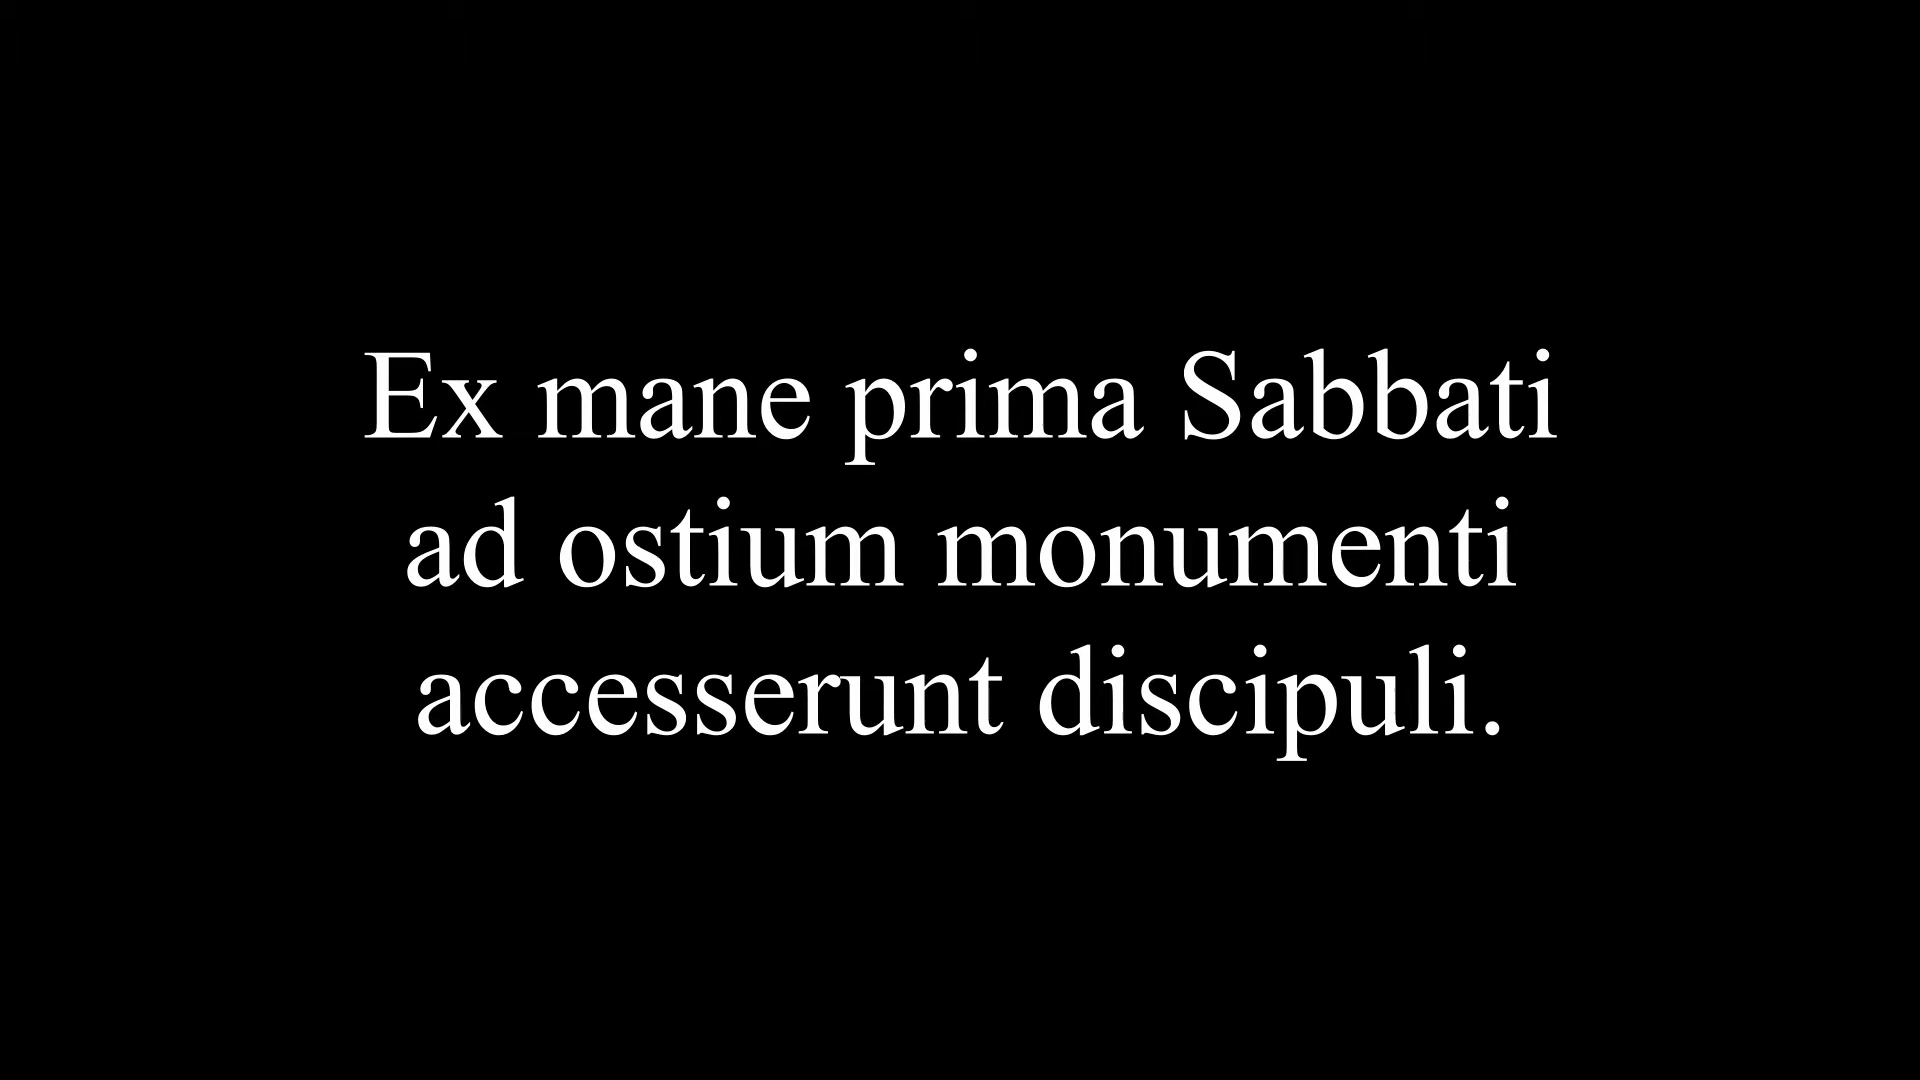 Ex mane prima Sabbati
ad ostium monumenti
accesserunt discipuli.